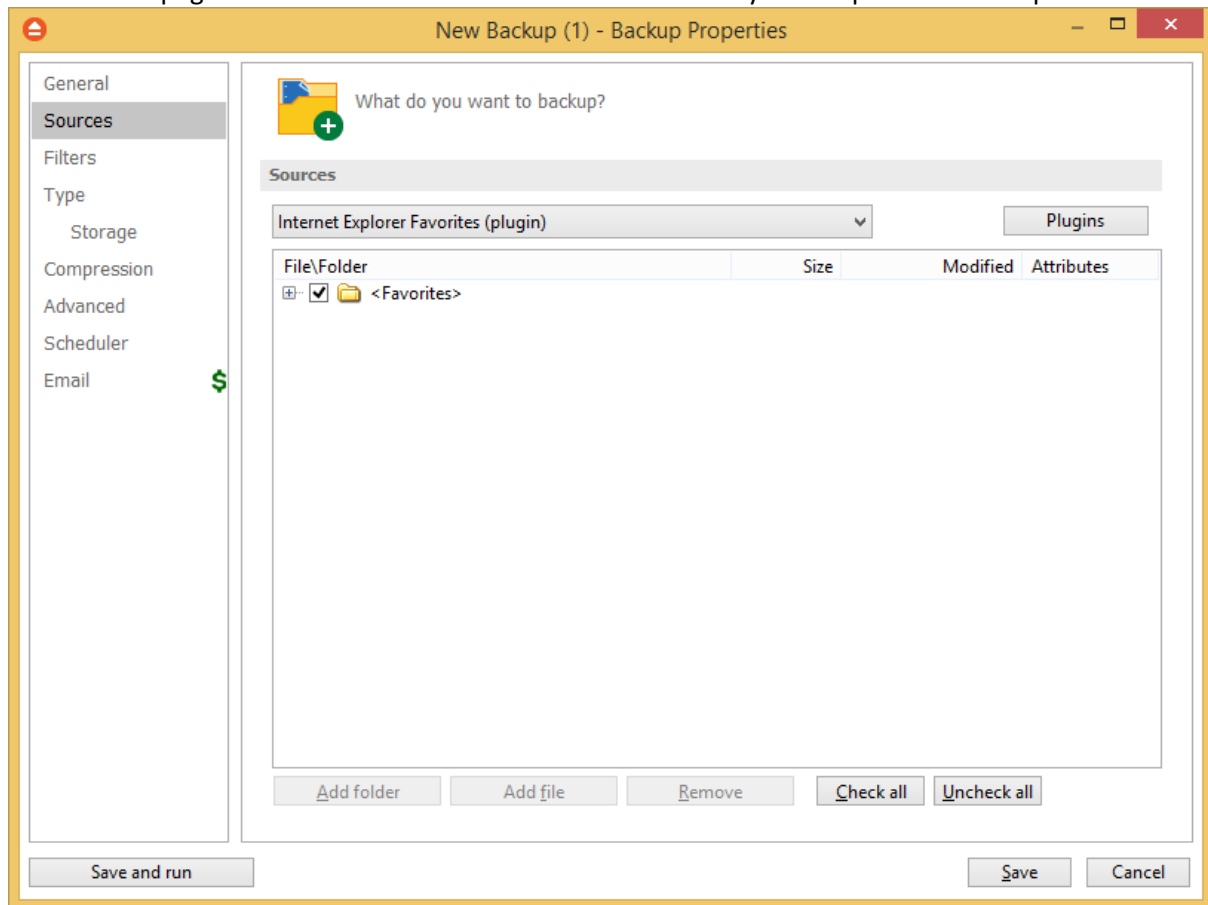 New Backup (1) - Backup Properties
General
Sources
Filters
Type
Storage
Compression
Advanced
Scheduler
Email $
What do you want to backup?
Sources
Internet Explorer Favorites (plugin)
Plugins
File\Folder Size Modified Attributes
<Favorites>
Add folder Add file Remove Check all Uncheck all
Save and run Save Cancel